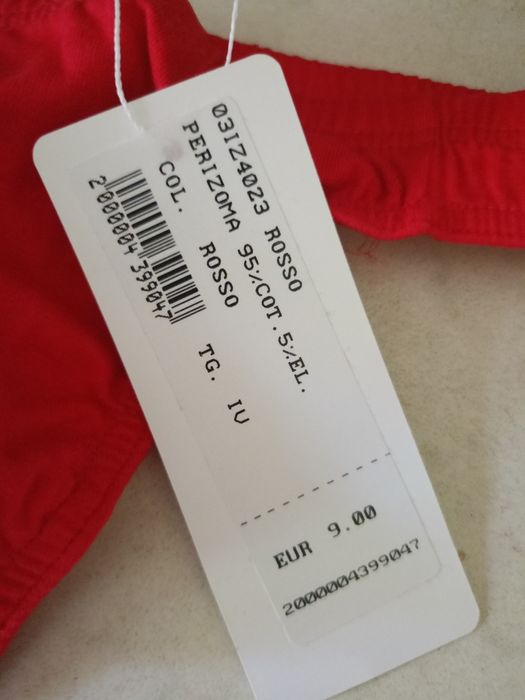 03IZ4023 ROSSO
PERIZOMA 95%COT.5%EL.
COL. ROSSO TG. IV
2000004399047
EUR 9.00
2000004399047